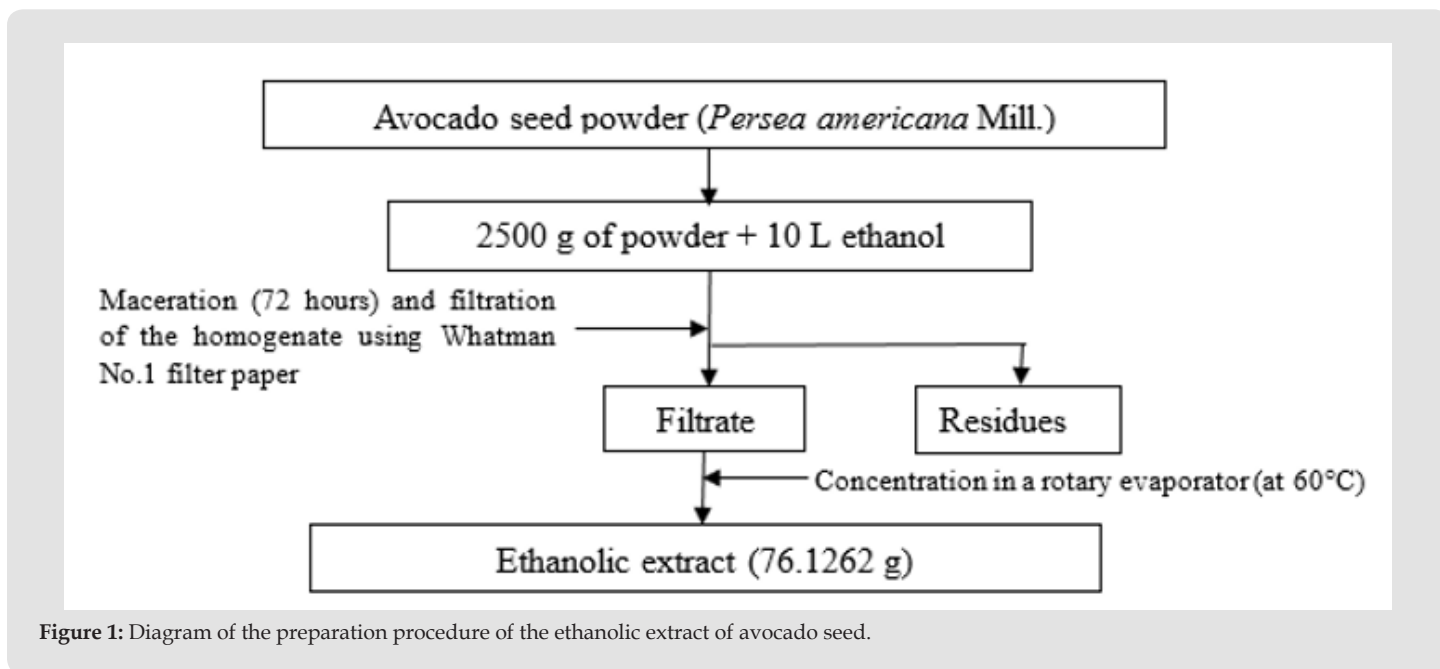 Avocado seed powder (Persea americana Mill.)
2500 g of powder + 10 L ethanol
Maceration (72 hours) and filtration
of the homogenate using Whatman
No.1 filter paper
Filtrate
Residues
Concentration in a rotary evaporator (at 60°C)
Ethanolic extract (76.1262 g)
Figure 1: Diagram of the preparation procedure of the ethanolic extract of avocado seed.